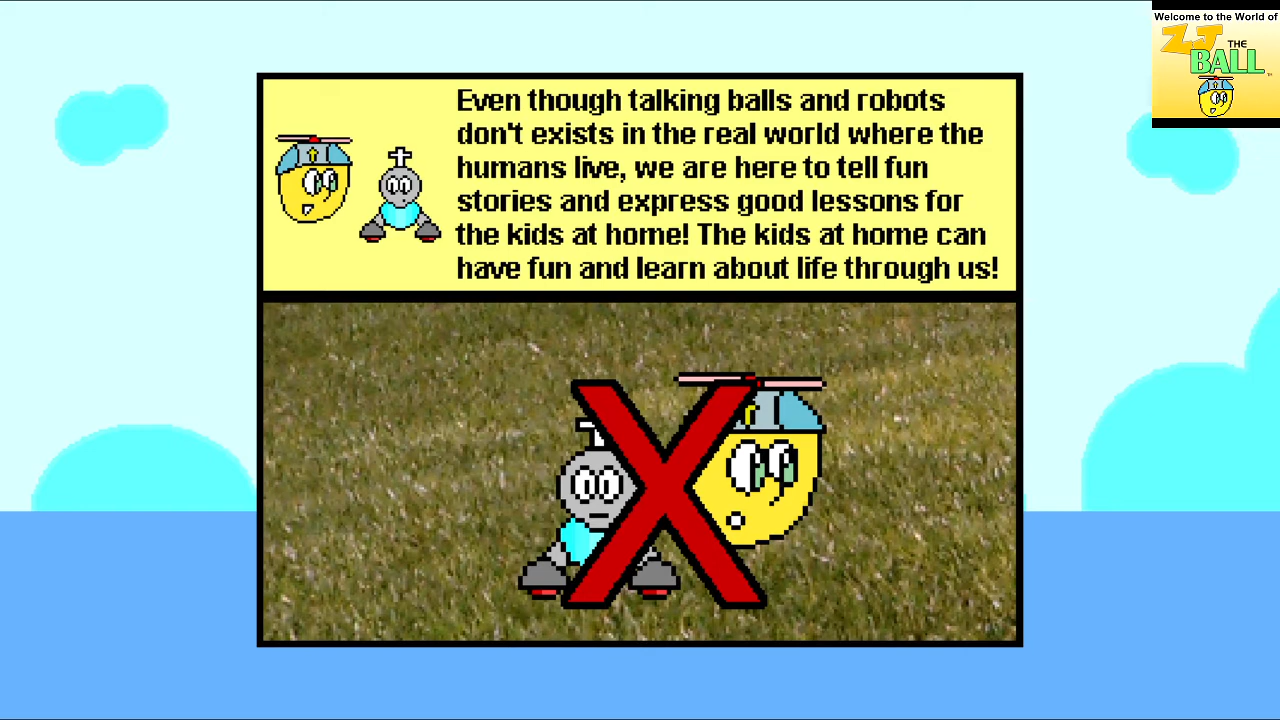 Welcome to the World of
ZJ THE
BALL
Even though talking balls and robots
don't exists in the real world where the
humans live, we are here to tell fun
stories and express good lessons for
the kids at home! The kids at home can
have fun and learn about life through us!